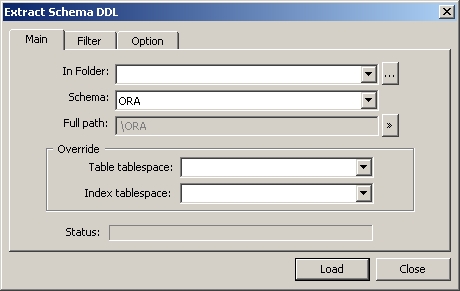 Extract Schema DDL
Main Filter Option
In Folder: ...
Schema: ORA
Full path: \ORA »
Override
Table tablespace:
Index tablespace:
Status:
Load Close